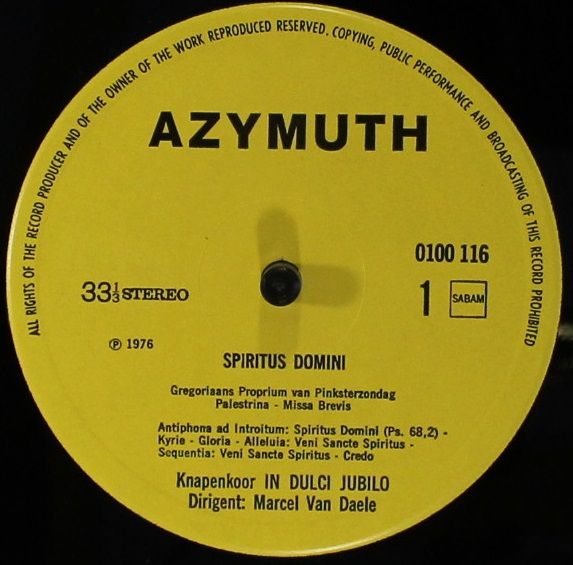 ALL RIGHTS OF THE RECORD PRODUCER AND OF THE OWNER OF THE WORK REPRODUCED RESERVED. COPYING, PUBLIC PERFORMANCE AND BROADCASTING OF THIS RECORD PROHIBITED
AZYMUTH
0100 116
33⅓ STEREO
1 SABAM
℗ 1976
SPIRITUS DOMINI
Gregoriaans Proprium van Pinksterzondag
Palestrina - Missa Brevis
Antiphona ad Introitum: Spiritus Domini (Ps. 68,2) -
Kyrie - Gloria - Alleluia: Veni Sancte Spiritus -
Sequentia: Veni Sancte Spiritus - Credo
Knapenkoor IN DULCI JUBILO
Dirigent: Marcel Van Daele